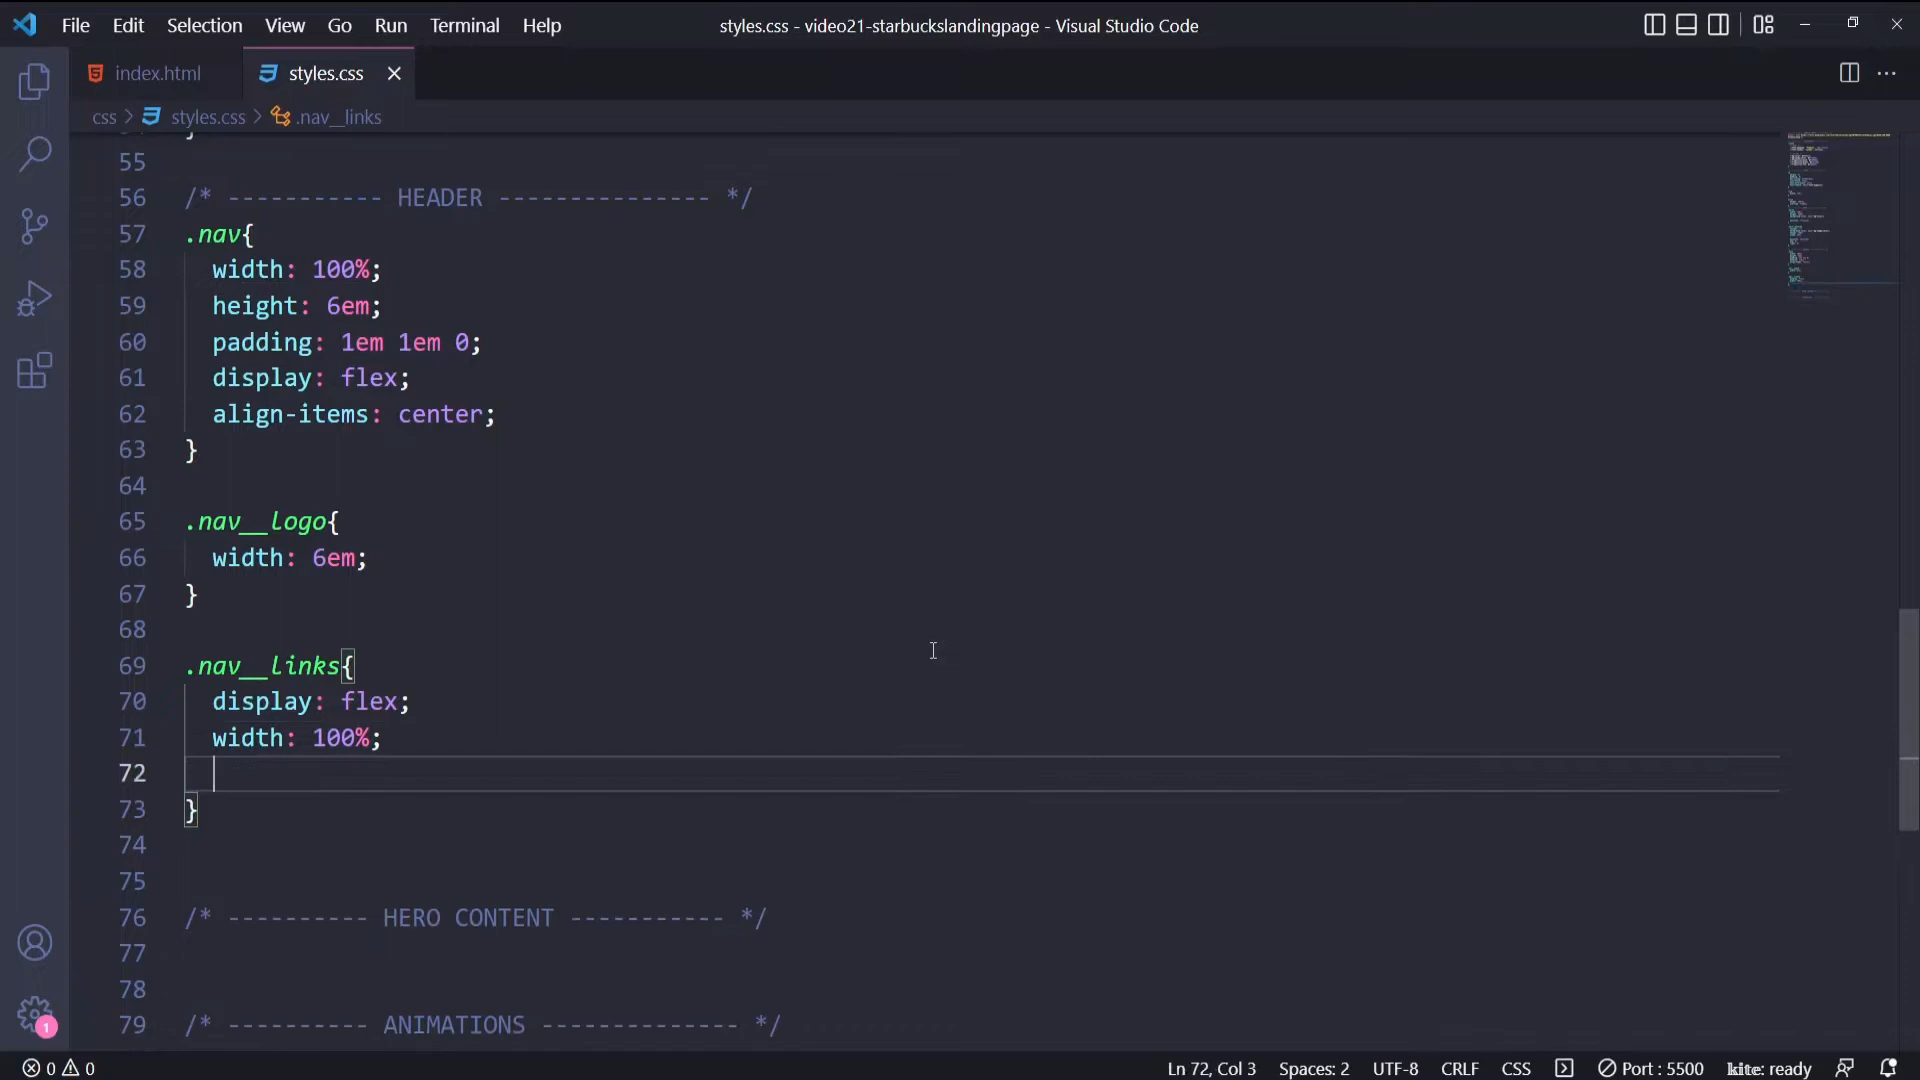 File Edit Selection View Go Run Terminal Help styles.css - video21-starbuckslandingpage - Visual Studio Code
index.html styles.css
css > styles.css > .nav__links
55
56 /* ----------- HEADER --------------- */
57 .nav{
58 width: 100%;
59 height: 6em;
60 padding: 1em 1em 0;
61 display: flex;
62 align-items: center;
63 }
64
65 .nav__logo{
66 width: 6em;
67 }
68
69 .nav__links{
70 display: flex;
71 width: 100%;
72
73 }
74
75
76 /* ---------- HERO CONTENT ----------- */
77
78
79 /* ---------- ANIMATIONS -------------- */
1
0 0 Ln 72, Col 3 Spaces: 2 UTF-8 CRLF CSS Port : 5500 kite: ready